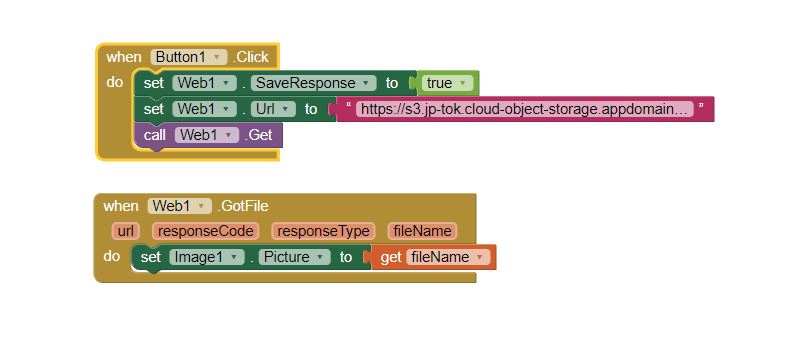 when Button1 .Click
do set Web1 . SaveResponse to true
set Web1 . Url to “ https://s3.jp-tok.cloud-object-storage.appdomain… ”
call Web1 .Get
when Web1 .GotFile
url responseCode responseType fileName
do set Image1 . Picture to get fileName